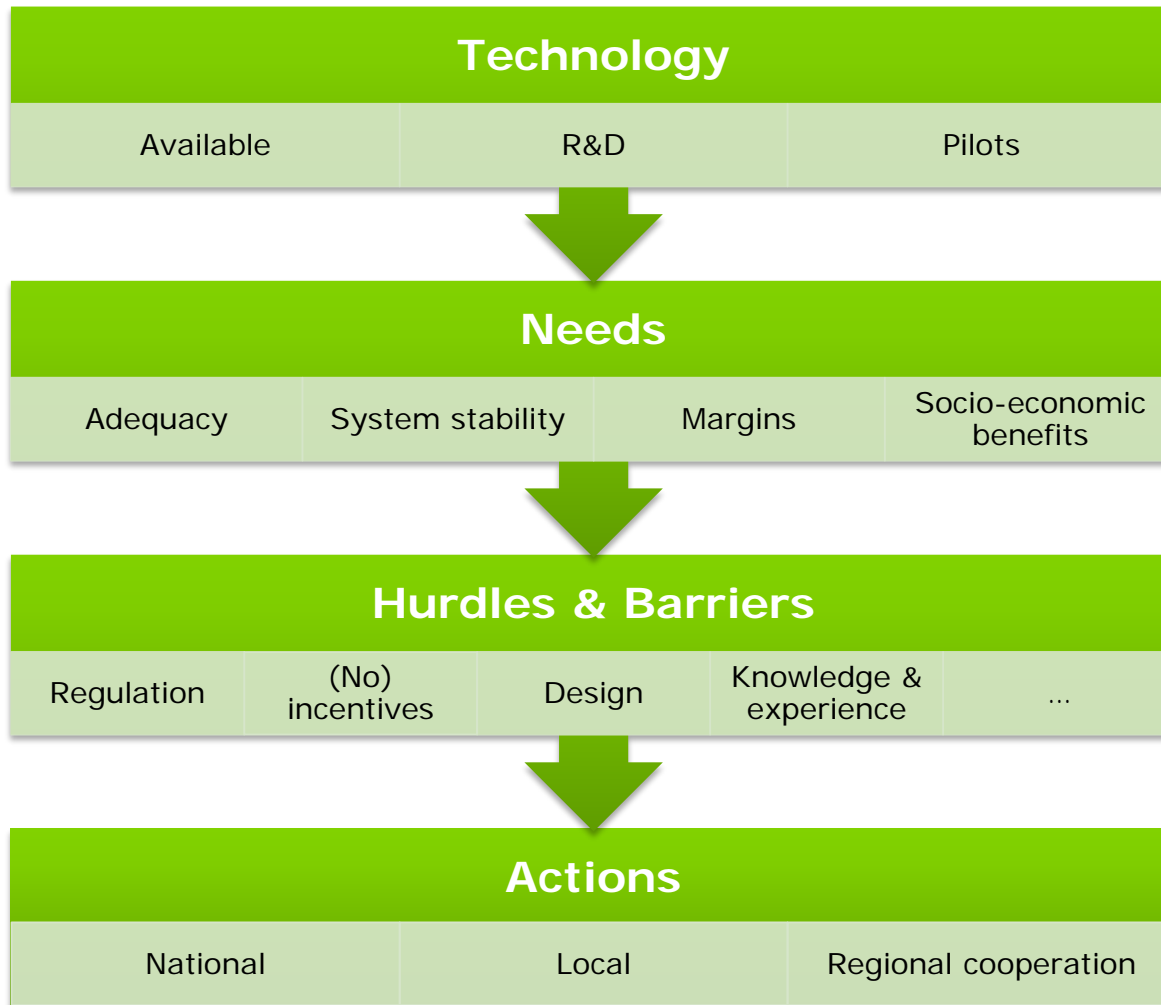 Technology
Available
R&D
Pilots
Needs
Adequacy
System stability
Margins
Socio-economic
benefits
Hurdles & Barriers
Regulation
(No)
incentives
Design
Knowledge &
experience
...
Actions
National
Local
Regional cooperation